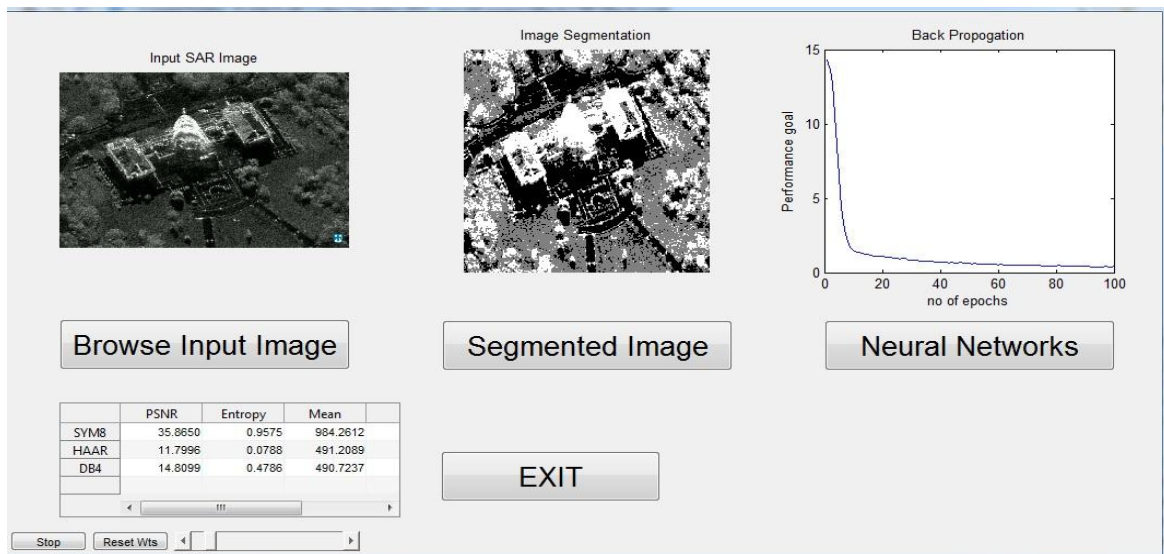 Input SAR Image
Image Segmentation
Back Propogation
15
10
5
0
Performance goal
0 20 40 60 80 100
no of epochs
Browse Input Image
Segmented Image
Neural Networks
PSNR Entropy Mean
SYM8 35.8650 0.9575 984.2612
HAAR 11.7996 0.0788 491.2089
DB4 14.8099 0.4786 490.7237
EXIT
Stop
Reset Wts